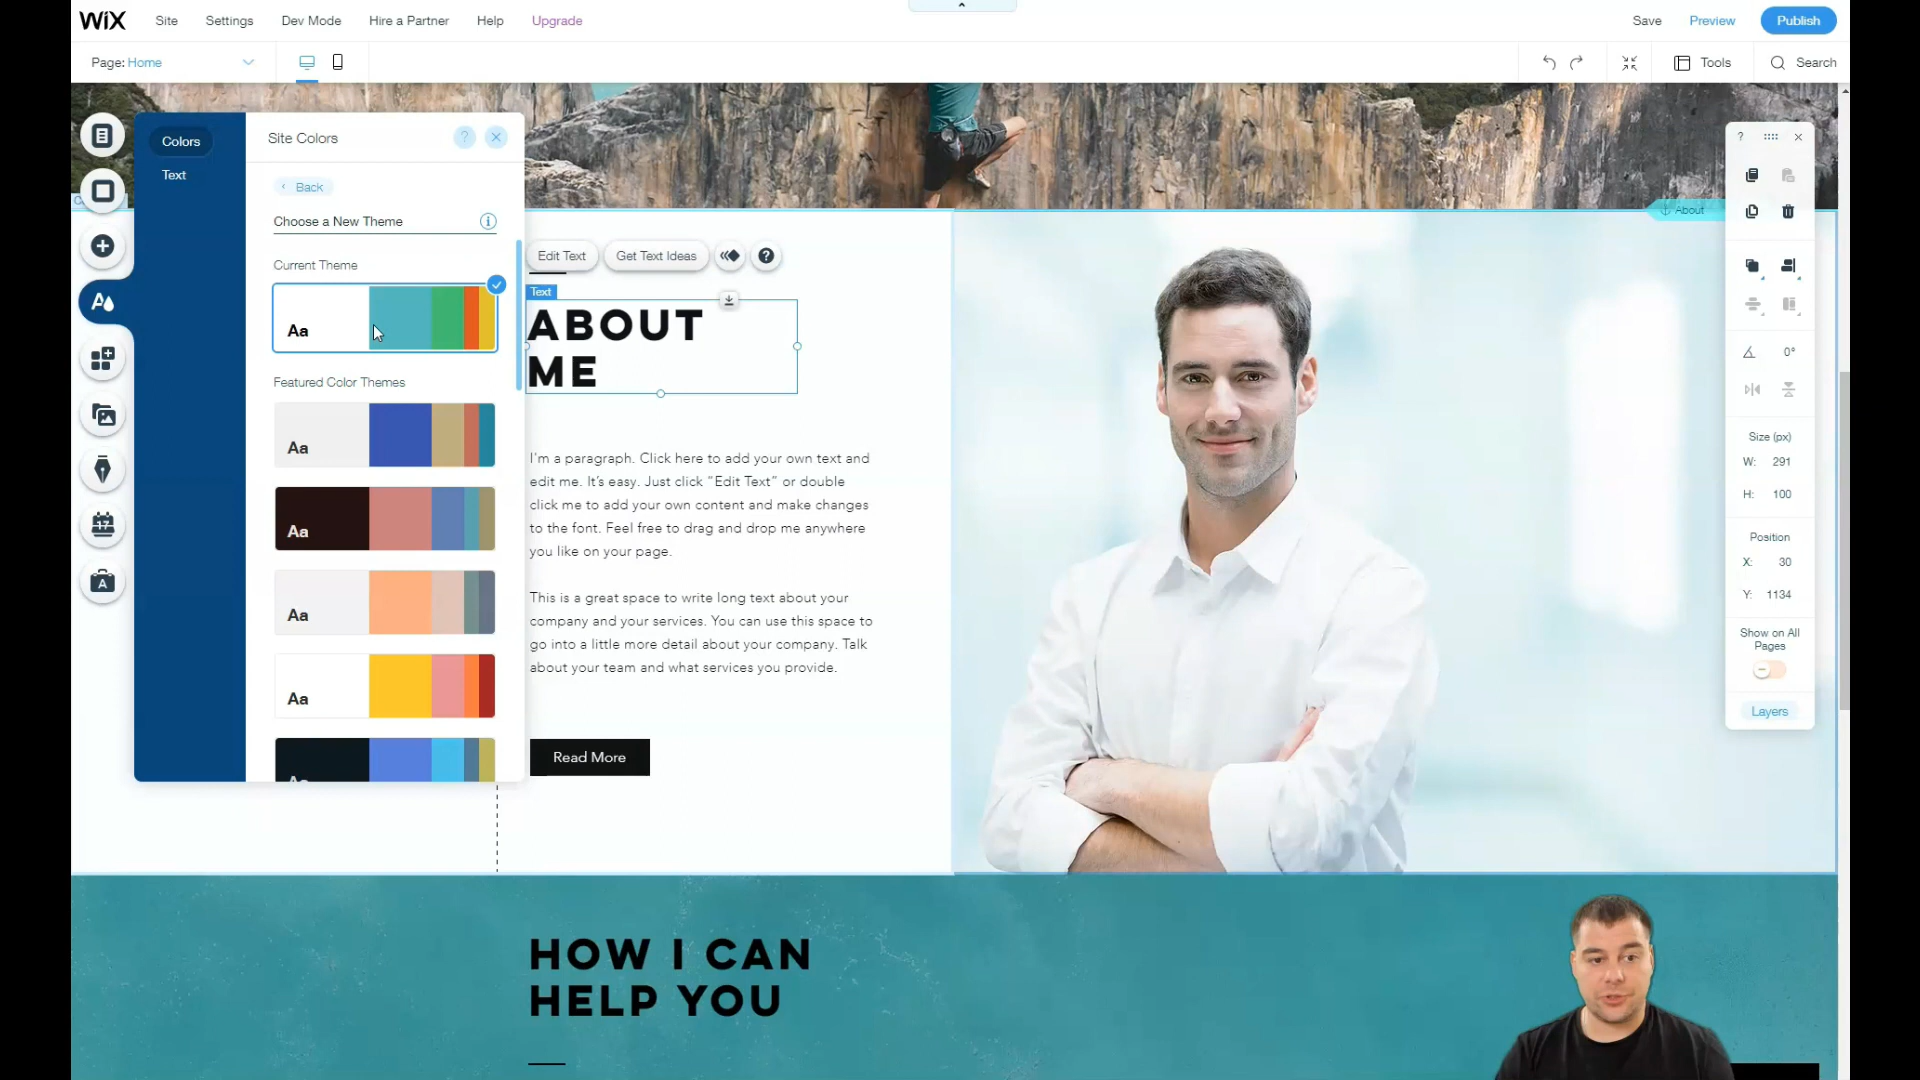 WiX
Site
Settings
Dev Mode
Hire a Partner
Help
Upgrade
Save
Preview
Publish
Page: Home
Tools
Search
Colors
Text
Site Colors
?
Back
Choose a New Theme
Current Theme
Aa
Featured Color Themes
Aa
Aa
Aa
Aa
Aa
17
A
Edit Text
Get Text Ideas
?
Text
ABOUT
ME
I'm a paragraph. Click here to add your own text and
edit me. It's easy. Just click “Edit Text” or double
click me to add your own content and make changes
to the font. Feel free to drag and drop me anywhere
you like on your page.
This is a great space to write long text about your
company and your services. You can use this space to
go into a little more detail about your company. Talk
about your team and what services you provide.
Read More
HOW I CAN
HELP YOU
About
?
0°
Size (px)
W: 291
H: 100
Position
X: 30
Y: 1134
Show on All
Pages
Layers